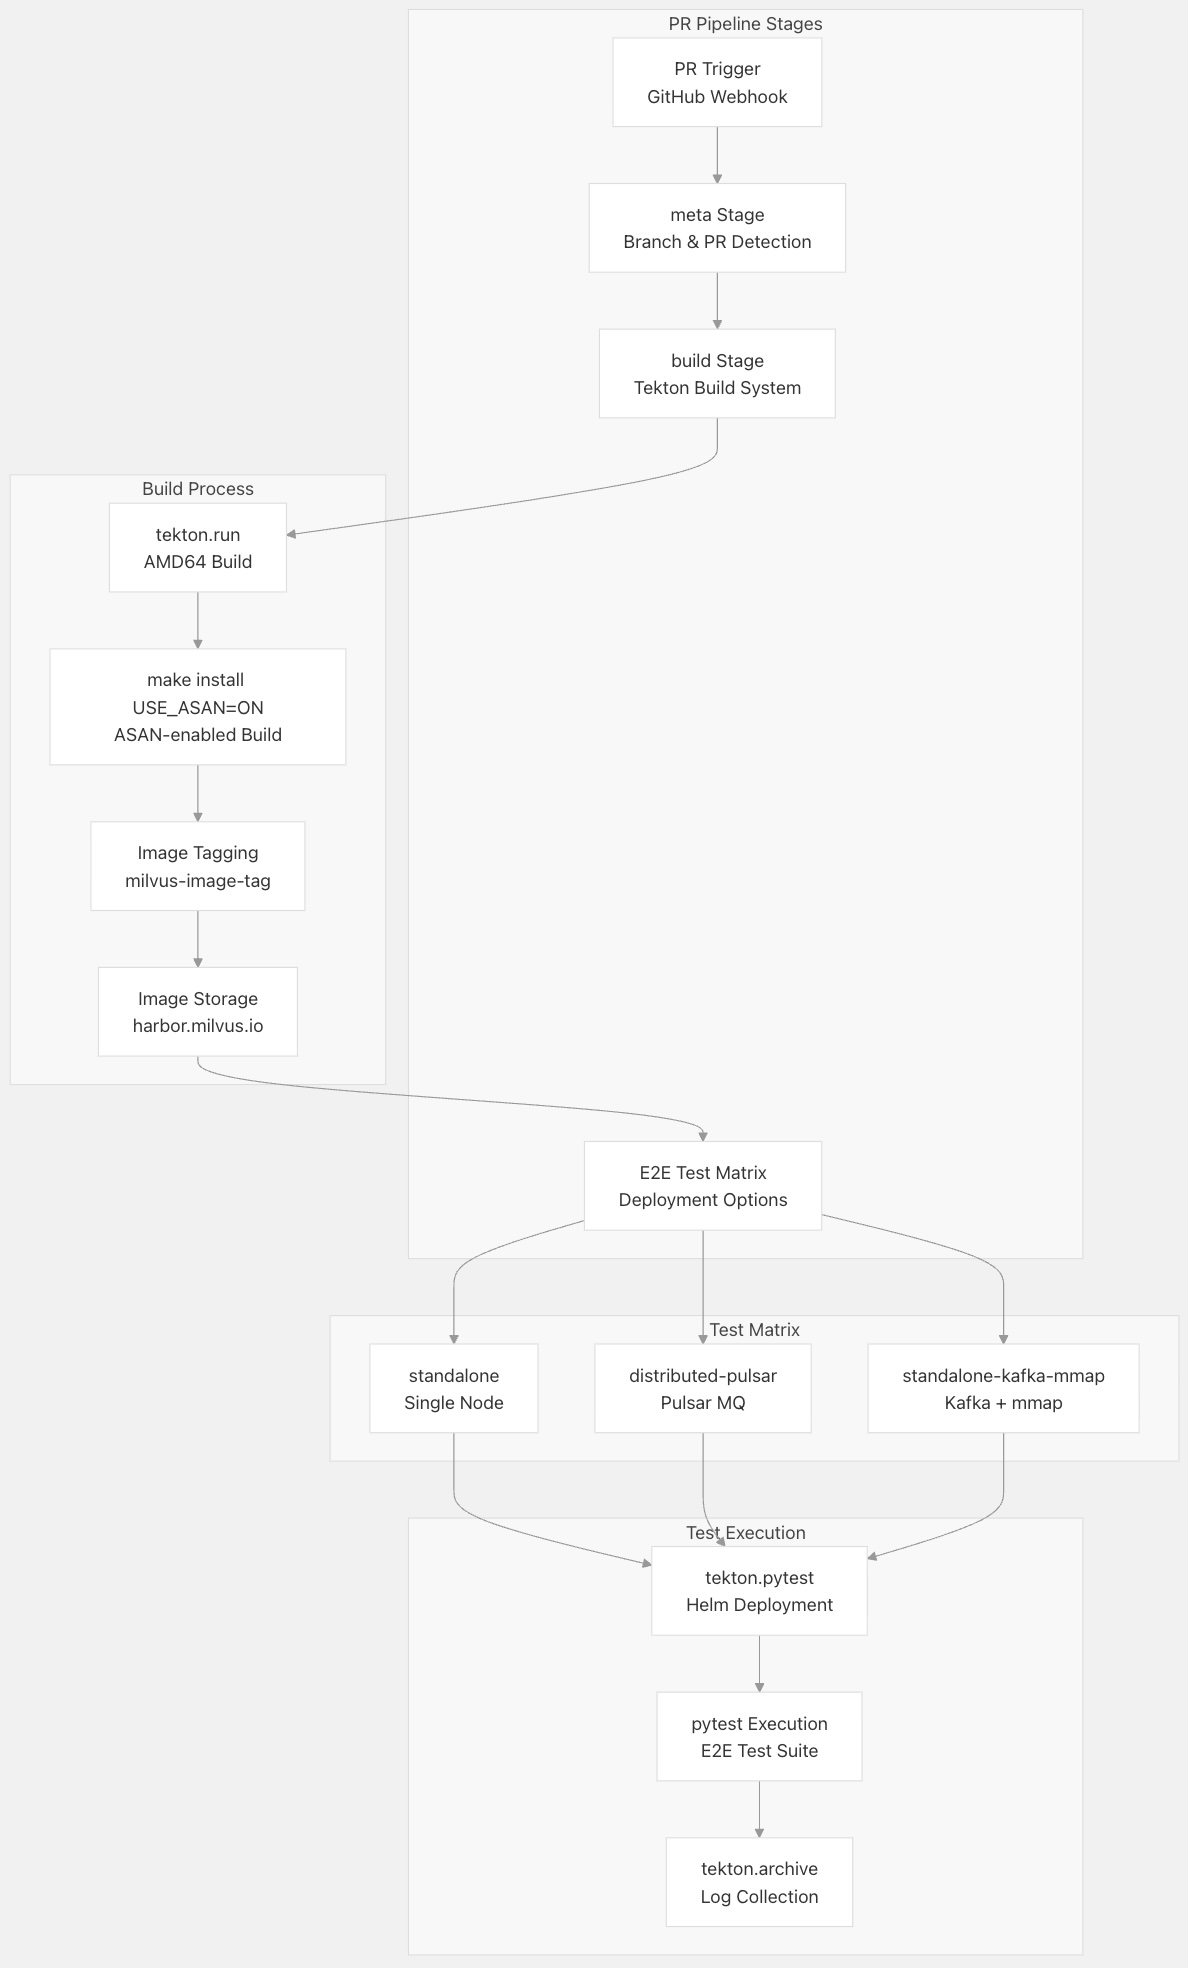 PR Pipeline Stages
PR Trigger
GitHub Webhook
meta Stage
Branch & PR Detection
build Stage
Tekton Build System
Build Process
tekton.run
AMD64 Build
make install
USE_ASAN=ON
ASAN-enabled Build
Image Tagging
milvus-image-tag
Image Storage
harbor.milvus.io
E2E Test Matrix
Deployment Options
Test Matrix
standalone
Single Node
distributed-pulsar
Pulsar MQ
standalone-kafka-mmap
Kafka + mmap
Test Execution
tekton.pytest
Helm Deployment
pytest Execution
E2E Test Suite
tekton.archive
Log Collection